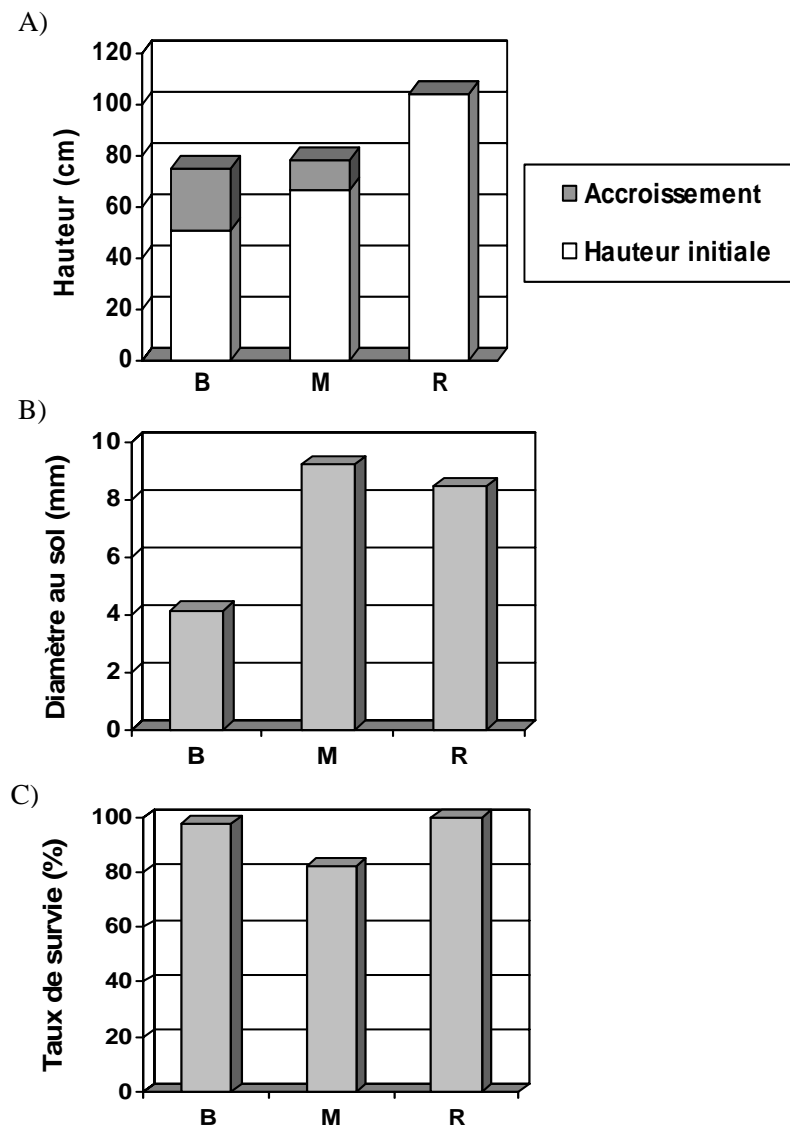 A)
Hauteur (cm)
120
100
80
60
40
20
0
B M R
Accroissement
Hauteur initiale
B)
Diamètre au sol (mm)
10
8
6
4
2
0
B M R
C)
Taux de survie (%)
100
80
60
40
20
0
B M R